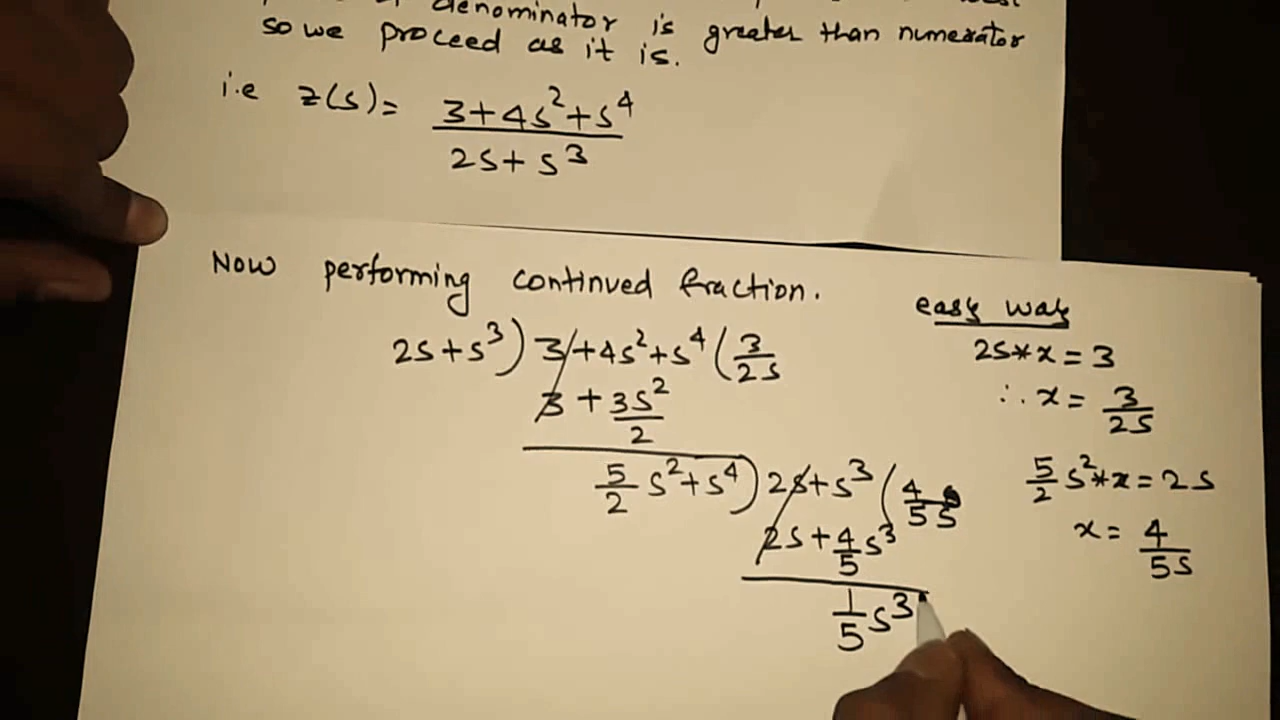 denominator is greater than numerator
so we proceed as it is.
i.e z(s)= 3+4s²+s⁴ / 2s+s³
Now performing continued fraction.
2s+s³) 3+4s²+s⁴ ( 3/2s
3 + 3s²/2
5/2 s²+s⁴) 2s+s³ ( 4/5s
2s+4/5 s³
1/5 s³
easy way
2s*x=3
∴ x= 3/2s
5/2 s²*x=2s
x= 4/5s